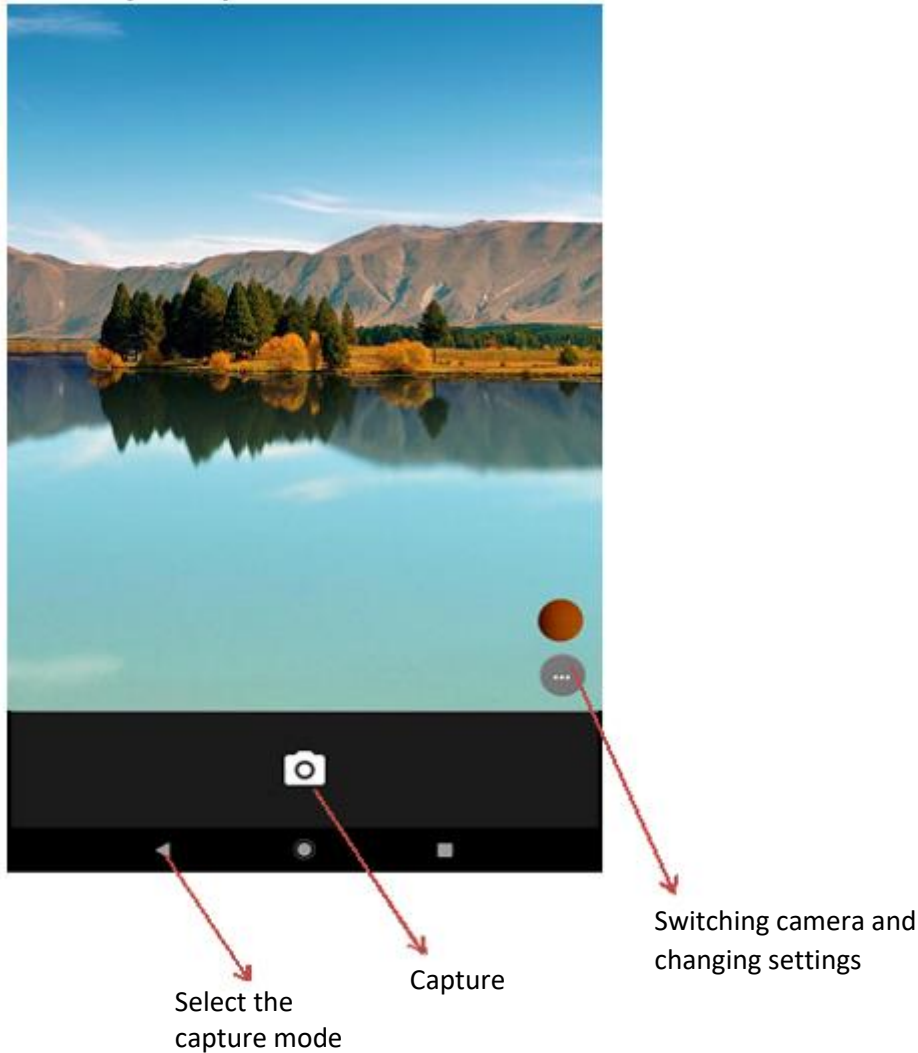 Switching camera and
changing settings
Capture
Select the
capture mode